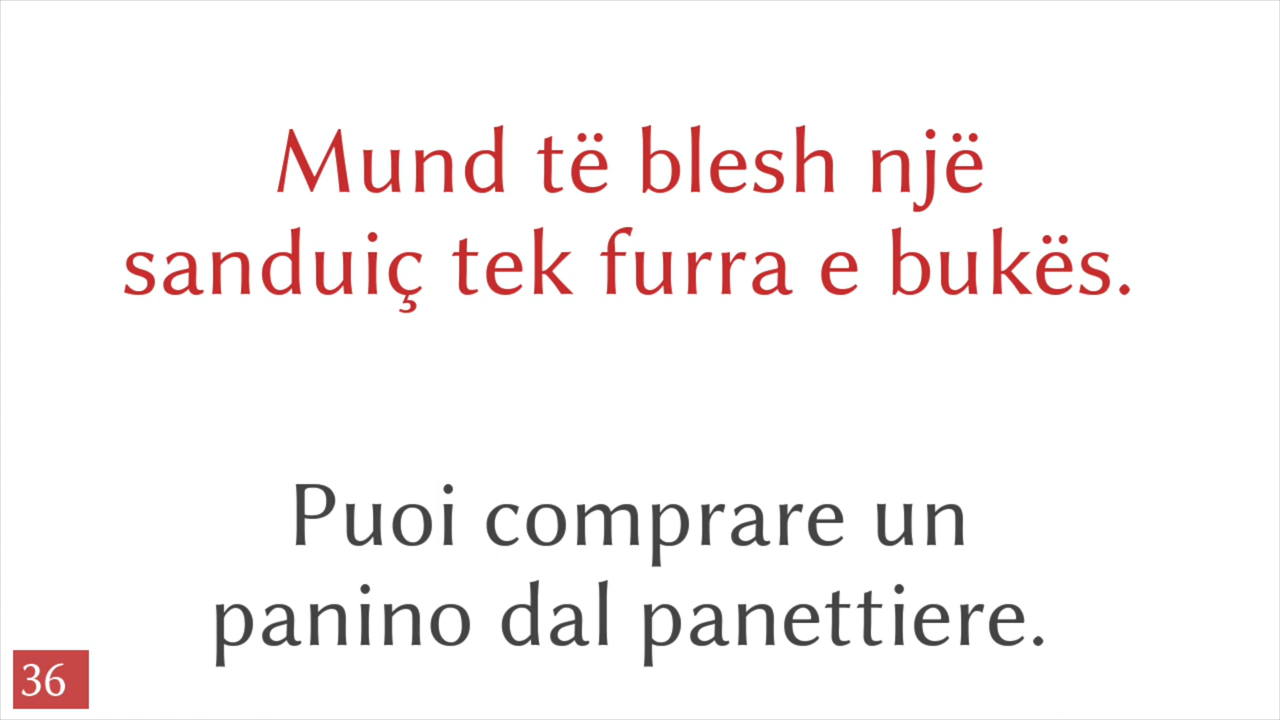 Mund të blesh një
sanduiç tek furra e bukës.
Puoi comprare un
panino dal panettiere.
36